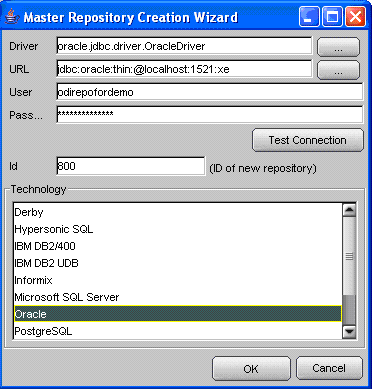 Master Repository Creation Wizard
Driver oracle.jdbc.driver.OracleDriver ...
URL jdbc:oracle:thin:@localhost:1521:xe ...
User odirepofordemo
Pass... **************
Test Connection
Id 800 (ID of new repository)
Technology
Derby
Hypersonic SQL
IBM DB2/400
IBM DB2 UDB
Informix
Microsoft SQL Server
Oracle
PostgreSQL
OK Cancel